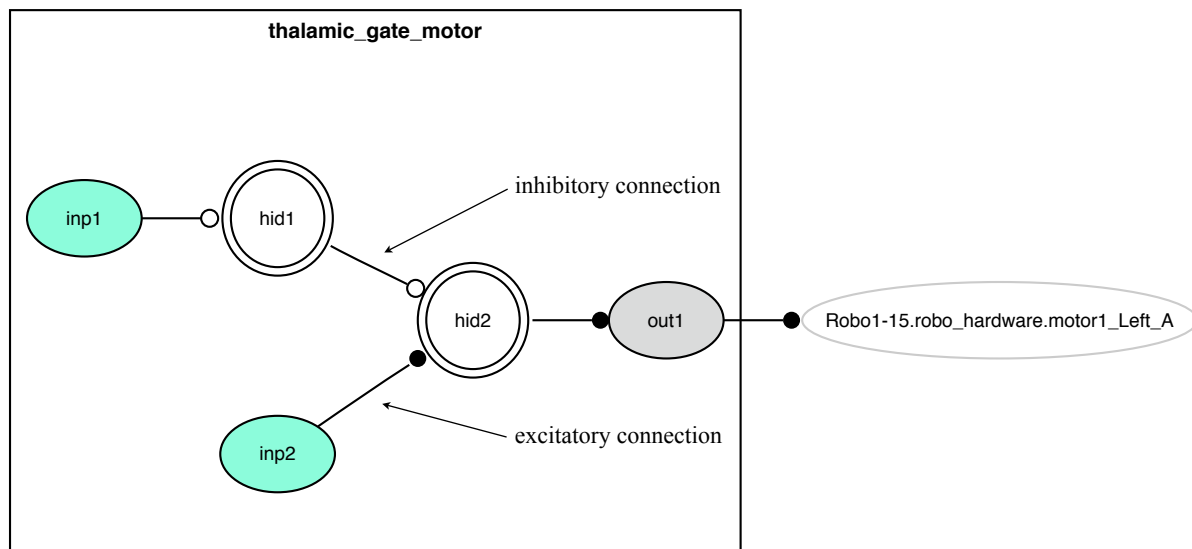 thalamic_gate_motor
inhibitory connection
inp1
hid1
hid2
out1
Robo1-15.robo_hardware.motor1_Left_A
excitatory connection
inp2